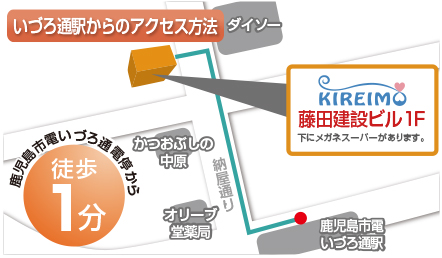 いづろ通駅からのアクセス方法
ダイソー
KIREIMO
藤田建設ビル1F
下にメガネスーパーがあります。
鹿児島市電いづろ通電停から
徒歩
1分
かつおぶしの
中原
納屋通り
オリーブ
堂薬局
鹿児島市電
いづろ通駅